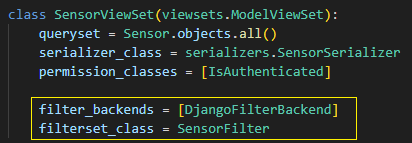 class SensorViewSet(viewsets.ModelViewSet):
    queryset = Sensor.objects.all()
    serializer_class = serializers.SensorSerializer
    permission_classes = [IsAuthenticated]
    filter_backends = [DjangoFilterBackend]
    filterset_class = SensorFilter